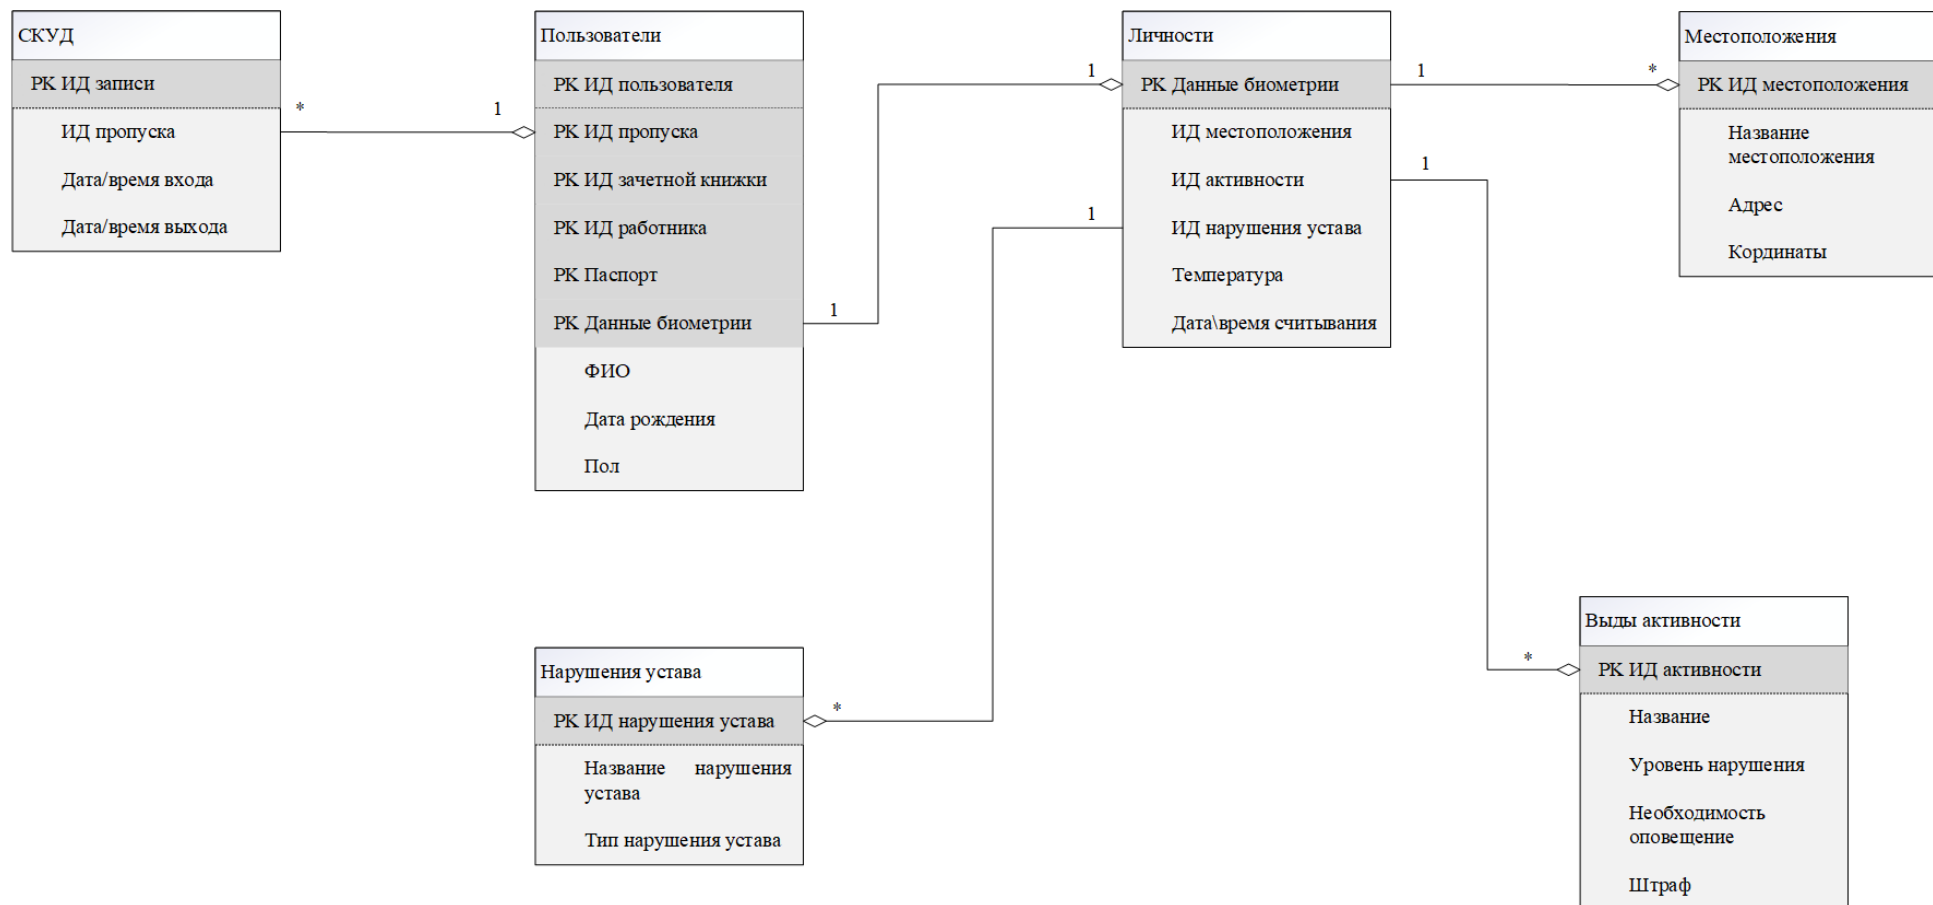 СКУД
PK ИД записи
ИД пропуска
Дата/время входа
Дата/время выхода
*
1
Пользователи
PK ИД пользователя
PK ИД пропуска
PK ИД зачетной книжки
PK ИД работника
PK Паспорт
PK Данные биометрии
ФИО
Дата рождения
Пол
1
1
Личности
PK Данные биометрии
ИД местоположения
ИД активности
ИД нарушения устава
Температура
Дата\время считывания
1
*
Местоположения
PK ИД местоположения
Название
местоположения
Адрес
Кординаты
1
1
Нарушения устава
PK ИД нарушения устава
Название нарушения
устава
Тип нарушения устава
*
*
Выды активности
PK ИД активности
Название
Уровень нарушения
Необходимость
оповещение
Штраф